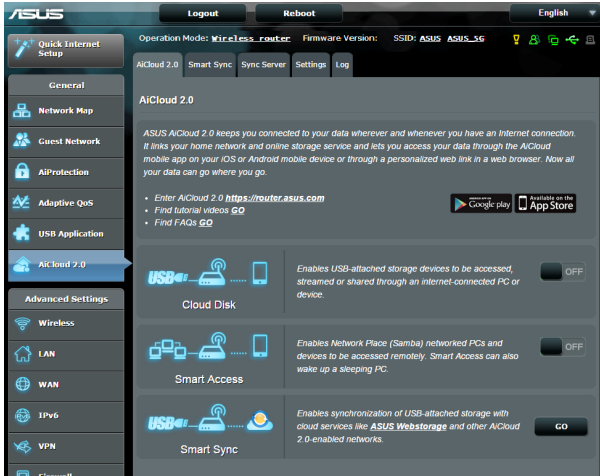 ASUS
Logout
Reboot
English
Quick Internet
Setup
Operation Mode: Wireless router Firmware Version: SSID: ASUS ASUS_5G
AiCloud 2.0 Smart Sync Sync Server Settings Log
General
Network Map
Guest Network
AiProtection
Adaptive QoS
USB Application
AiCloud 2.0
Advanced Settings
Wireless
LAN
WAN
IPv6
VPN
Firewall
AiCloud 2.0
ASUS AiCloud 2.0 keeps you connected to your data wherever and whenever you have an Internet connection.
It links your home network and online storage service and lets you access your data through the AiCloud
mobile app on your iOS or Android mobile device or through a personalized web link in a web browser. Now all
your data can go where you go.
• Enter AiCloud 2.0 https://router.asus.com
• Find tutorial videos GO
• Find FAQs GO
Google play
Available on the
App Store
USB
Cloud Disk
Enables USB-attached storage devices to be accessed,
streamed or shared through an internet-connected PC or
device.
OFF
Smart Access
Enables Network Place (Samba) networked PCs and
devices to be accessed remotely. Smart Access can also
wake up a sleeping PC.
OFF
USB
Smart Sync
Enables synchronization of USB-attached storage with
cloud services like ASUS Webstorage and other AiCloud
2.0-enabled networks.
GO